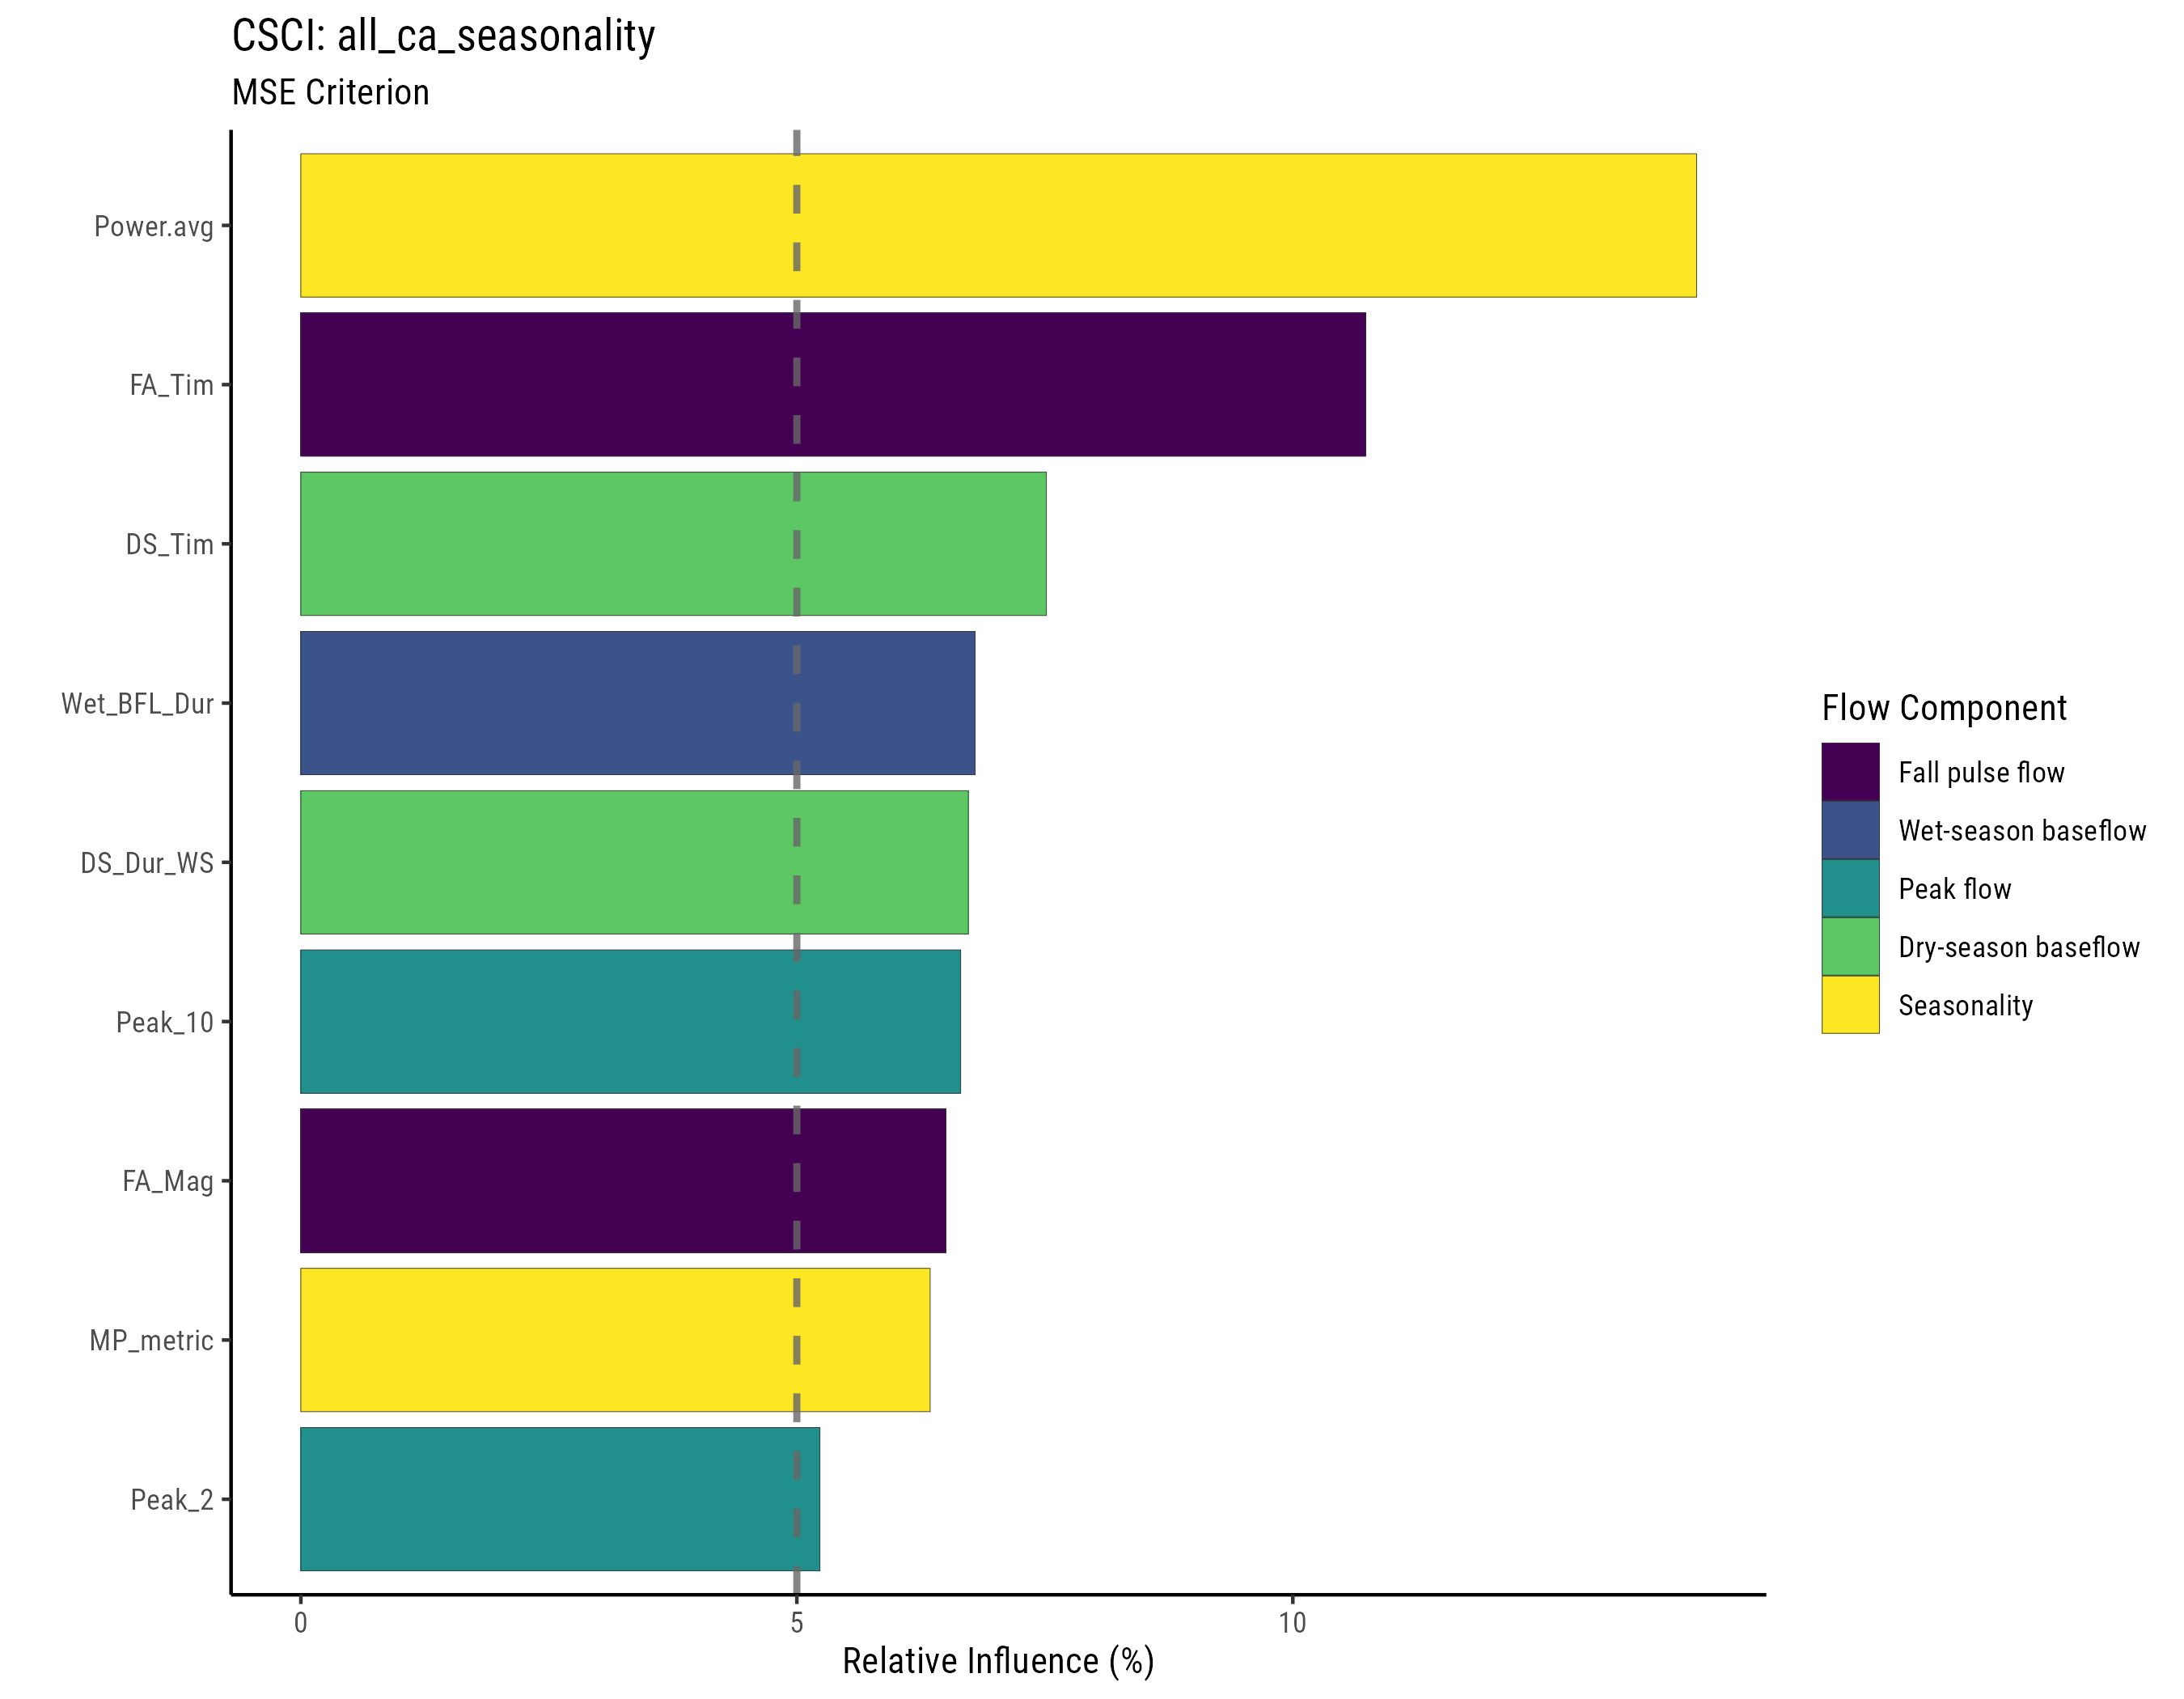 CSCI: all_ca_seasonality
MSE Criterion
Power.avg
FA_Tim
DS_Tim
Wet_BFL_Dur
DS_Dur_WS
Peak_10
FA_Mag
MP_metric
Peak_2
0 5 10
Relative Influence (%)
Flow Component
Fall pulse flow
Wet-season baseflow
Peak flow
Dry-season baseflow
Seasonality